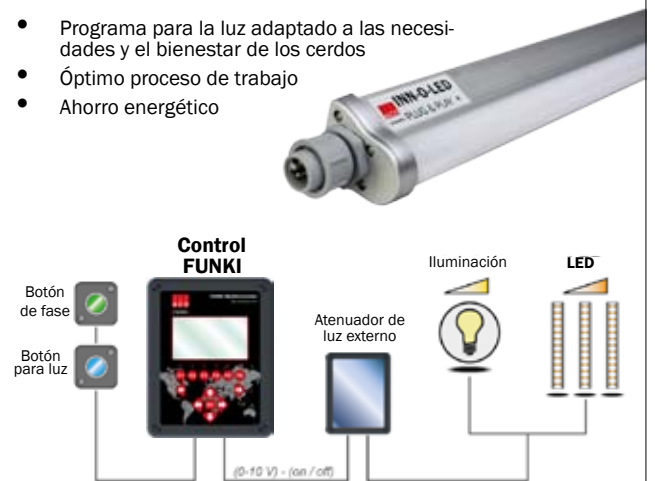 • Programa para la luz adaptado a las necesi-
dades y el bienestar de los cerdos
• Óptimo proceso de trabajo
• Ahorro energético
INN-O-LED
PLUG & PLAY
Control
FUNKI
Botón
de fase
Botón
para luz
Atenuador de
luz externo
Iluminación
LED
(0-10 V) - (on / off)